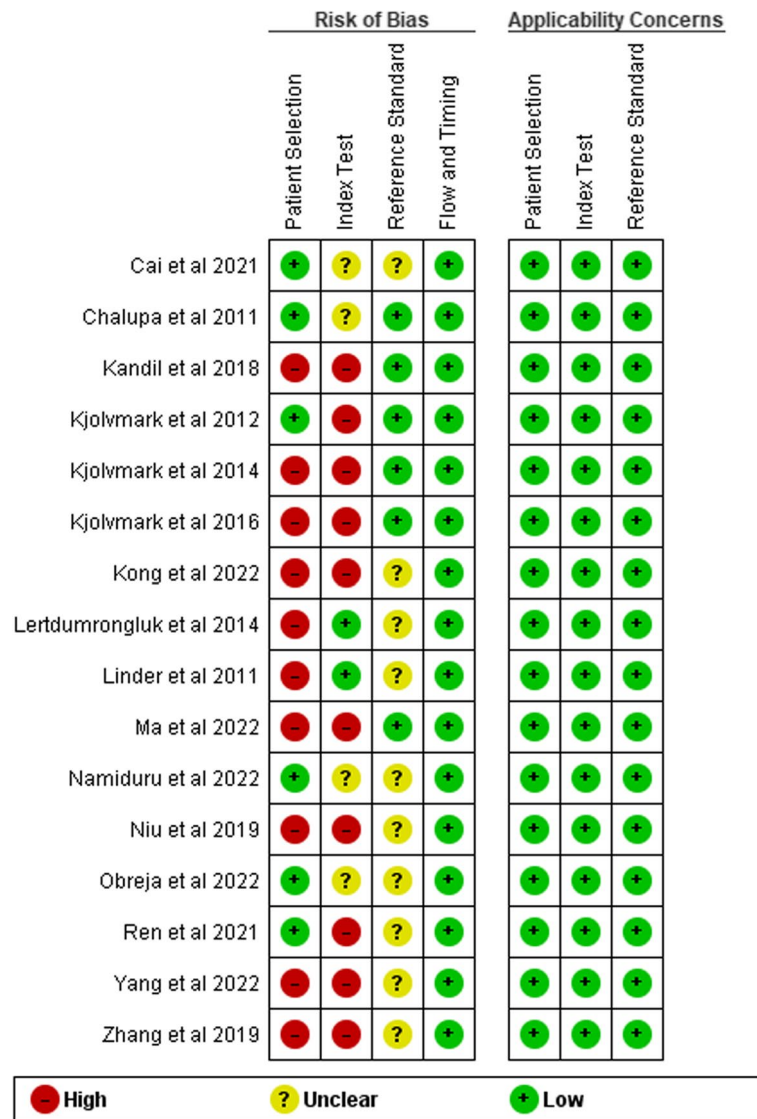 Risk of Bias Applicability Concerns
Patient Selection
Index Test
Reference Standard
Flow and Timing
Patient Selection
Index Test
Reference Standard
Cai et al 2021 + ? ? + + + +
Chalupa et al 2011 + ? + + + + +
Kandil et al 2018 - - + + + + +
Kjolvmark et al 2012 + - + + + + +
Kjolvmark et al 2014 - - + + + + +
Kjolvmark et al 2016 - - + + + + +
Kong et al 2022 - - ? + + + +
Lertdumrongluk et al 2014 - + ? + + + +
Linder et al 2011 - + ? + + + +
Ma et al 2022 - - + + + + +
Namiduru et al 2022 + ? ? + + + +
Niu et al 2019 - - ? + + + +
Obreja et al 2022 + ? ? + + + +
Ren et al 2021 + - ? + + + +
Yang et al 2022 - - ? + + + +
Zhang et al 2019 - - ? + + + +
- High ? Unclear + Low